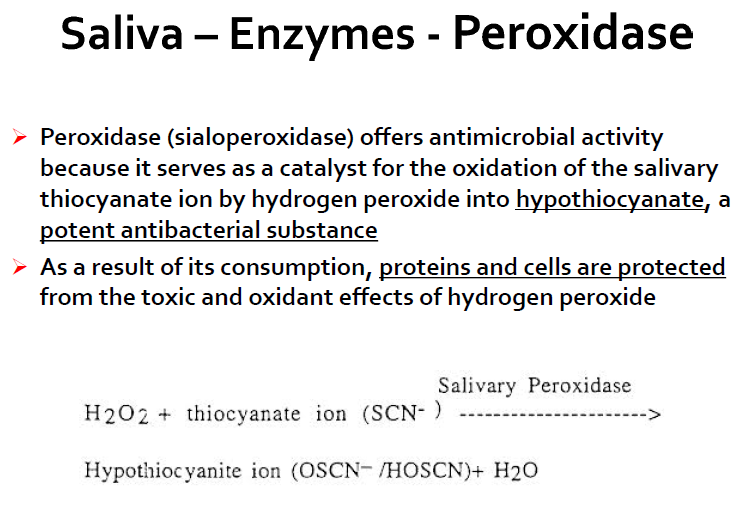 Saliva – Enzymes - Peroxidase
➢ Peroxidase (sialoperoxidase) offers antimicrobial activity
because it serves as a catalyst for the oxidation of the salivary
thiocyanate ion by hydrogen peroxide into hypothiocyanate, a
potent antibacterial substance
➢ As a result of its consumption, proteins and cells are protected
from the toxic and oxidant effects of hydrogen peroxide
Salivary Peroxidase
H2O2 + thiocyanate ion (SCN- ) ---------------------->
Hypothiocyanite ion (OSCN– /HOSCN)+ H2O